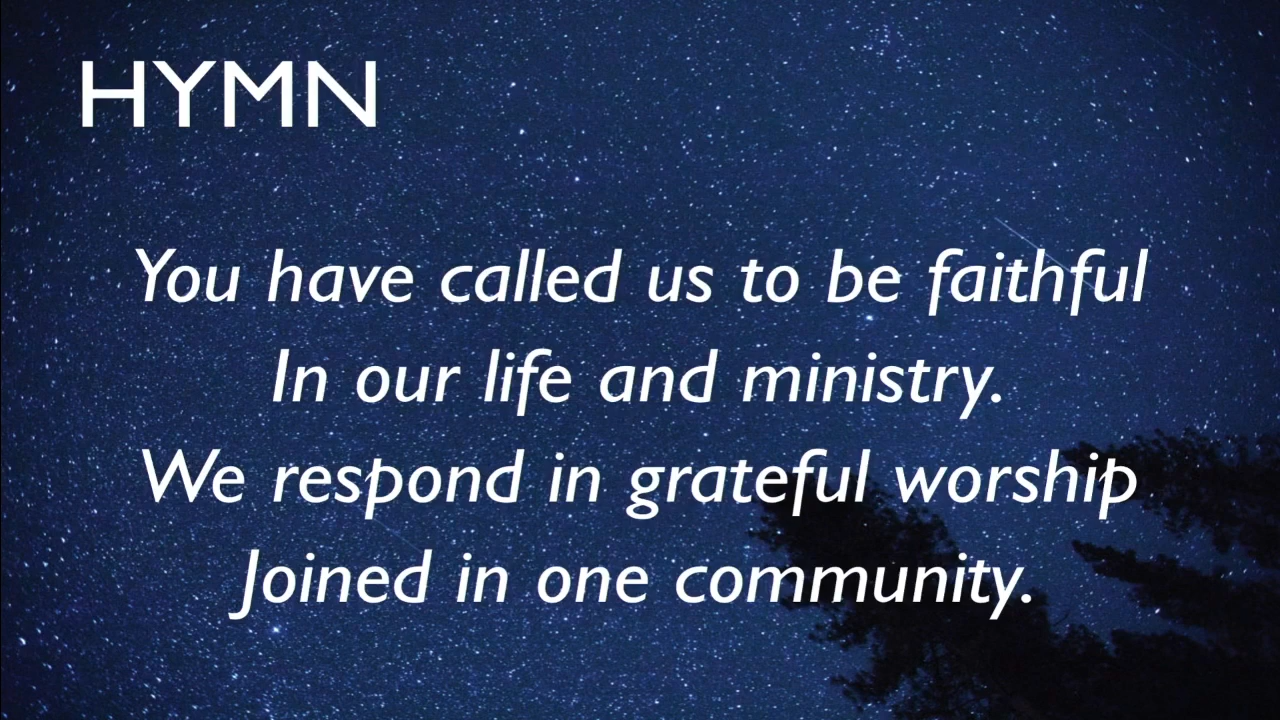 HYMN
You have called us to be faithful
In our life and ministry.
We respond in grateful worship
Joined in one community.